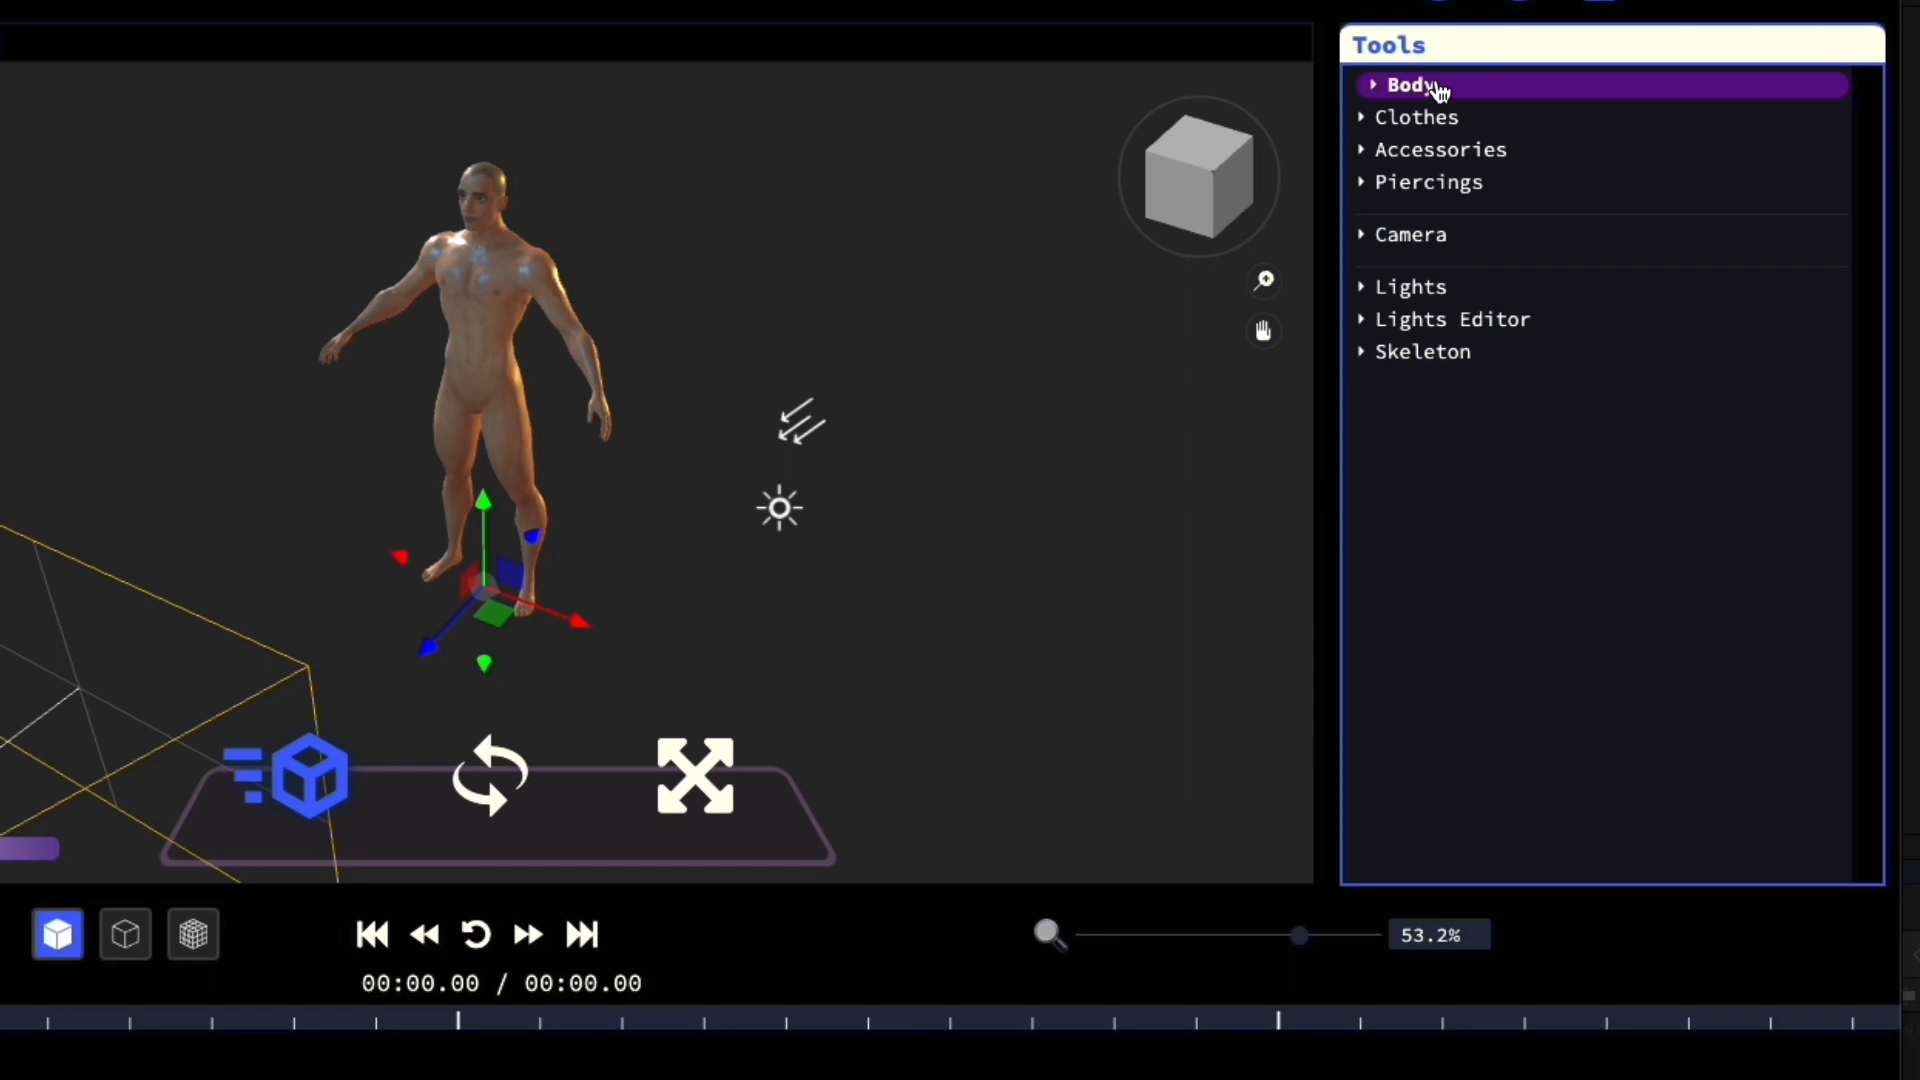 Tools
Body
Clothes
Accessories
Piercings
Camera
Lights
Lights Editor
Skeleton
53.2%
00:00.00 / 00:00.00